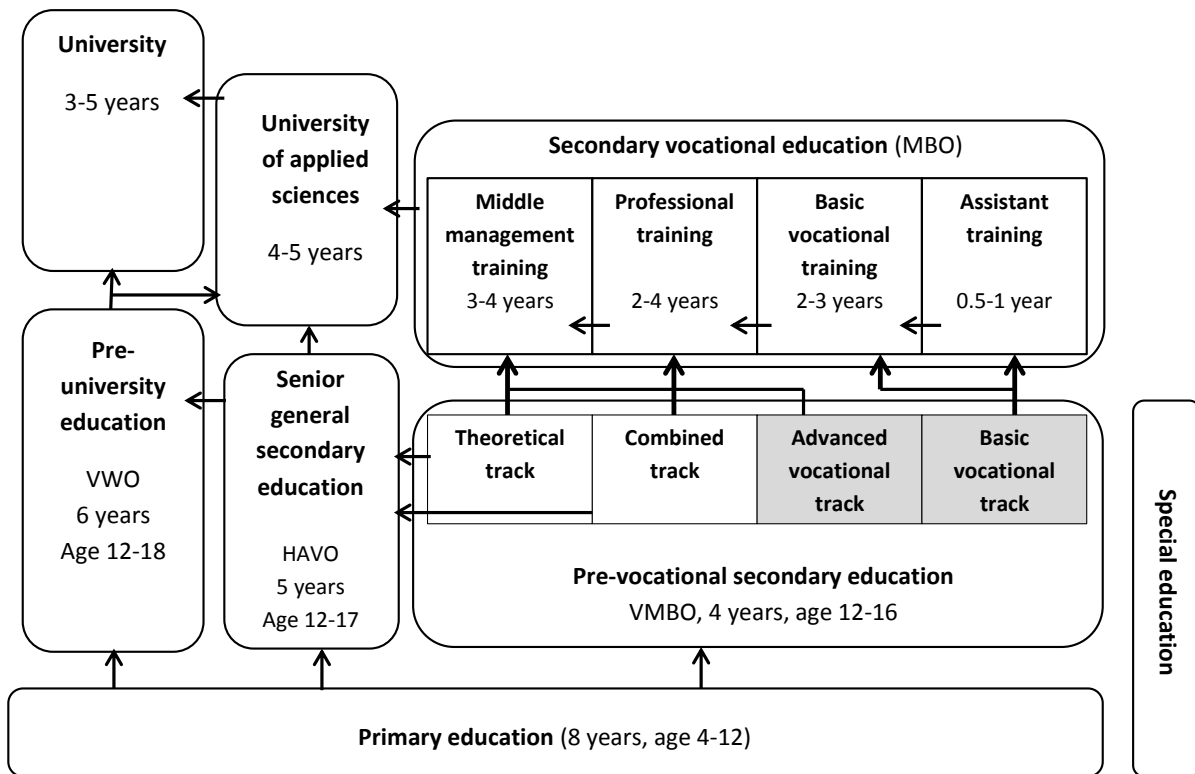 University
3-5 years
University
of applied
sciences
4-5 years
Secondary vocational education (MBO)
Middle
management
training
3-4 years
Professional
training
2-4 years
Basic
vocational
training
2-3 years
Assistant
training
0.5-1 year
Pre-
university
education
VWO
6 years
Age 12-18
Senior
general
secondary
education
HAVO
5 years
Age 12-17
Theoretical
track
Combined
track
Advanced
vocational
track
Basic
vocational
track
Pre-vocational secondary education
VMBO, 4 years, age 12-16
Special education
Primary education (8 years, age 4-12)